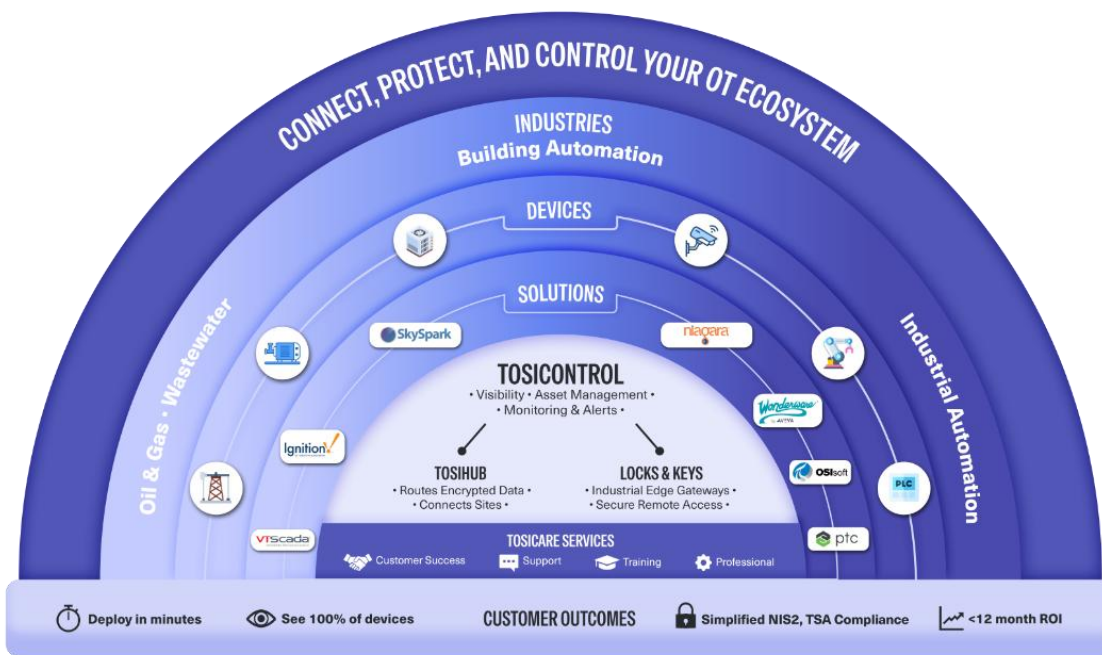 CONNECT, PROTECT, AND CONTROL YOUR OT ECOSYSTEM
INDUSTRIES
Building Automation
Oil & Gas • Wastewater
Industrial Automation
DEVICES
PLC
SOLUTIONS
SkySpark
niagara
Ignition!
Wonderware
by AVEVA
OSIsoft
VTScada
ptc
TOSICONTROL
• Visibility • Asset Management •
• Monitoring & Alerts •
TOSIHUB
• Routes Encrypted Data •
• Connects Sites •
LOCKS & KEYS
• Industrial Edge Gateways •
• Secure Remote Access •
TOSICARE SERVICES
Customer Success
Support
Training
Professional
Deploy in minutes
See 100% of devices
CUSTOMER OUTCOMES
Simplified NIS2, TSA Compliance
<12 month ROI